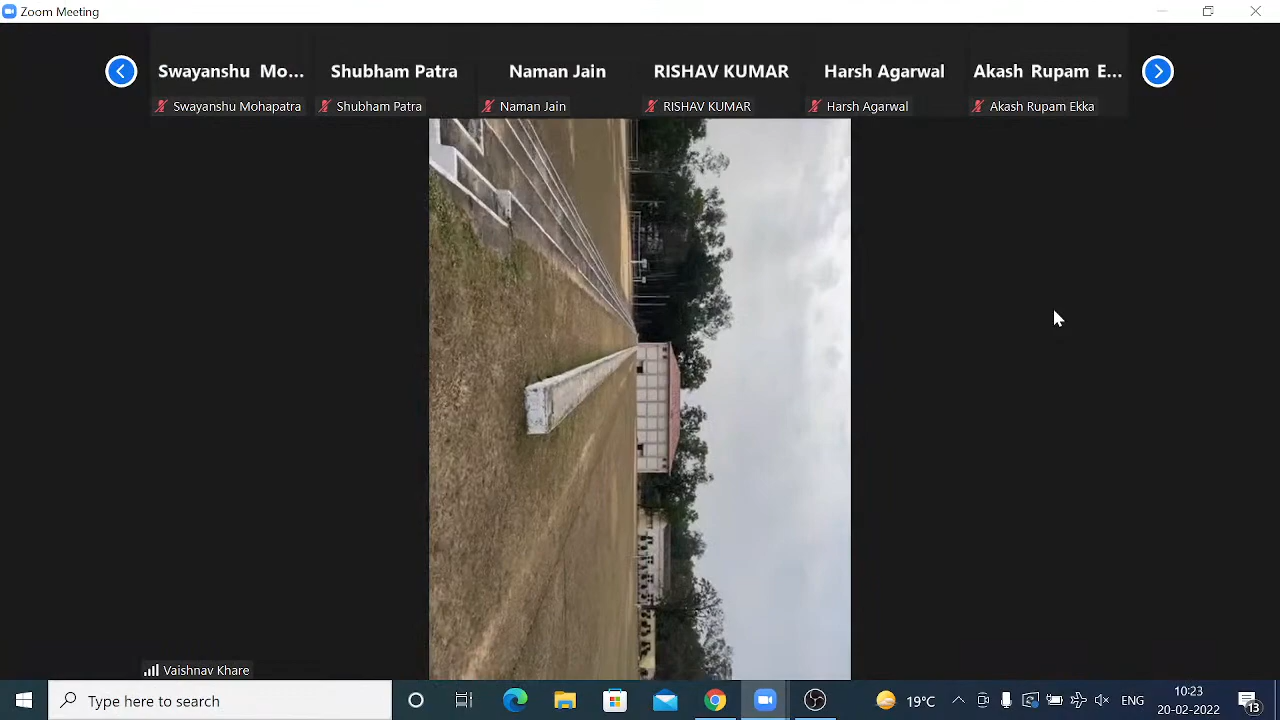 Zoom Meeting
Swayanshu Mo... Shubham Patra Naman Jain RISHAV KUMAR Harsh Agarwal Akash Rupam E...
Swayanshu Mohapatra Shubham Patra Naman Jain RISHAV KUMAR Harsh Agarwal Akash Rupam Ekka
Vaishnav Khare
Type here to search 19°C ENG 10:23
20-02-2022 13